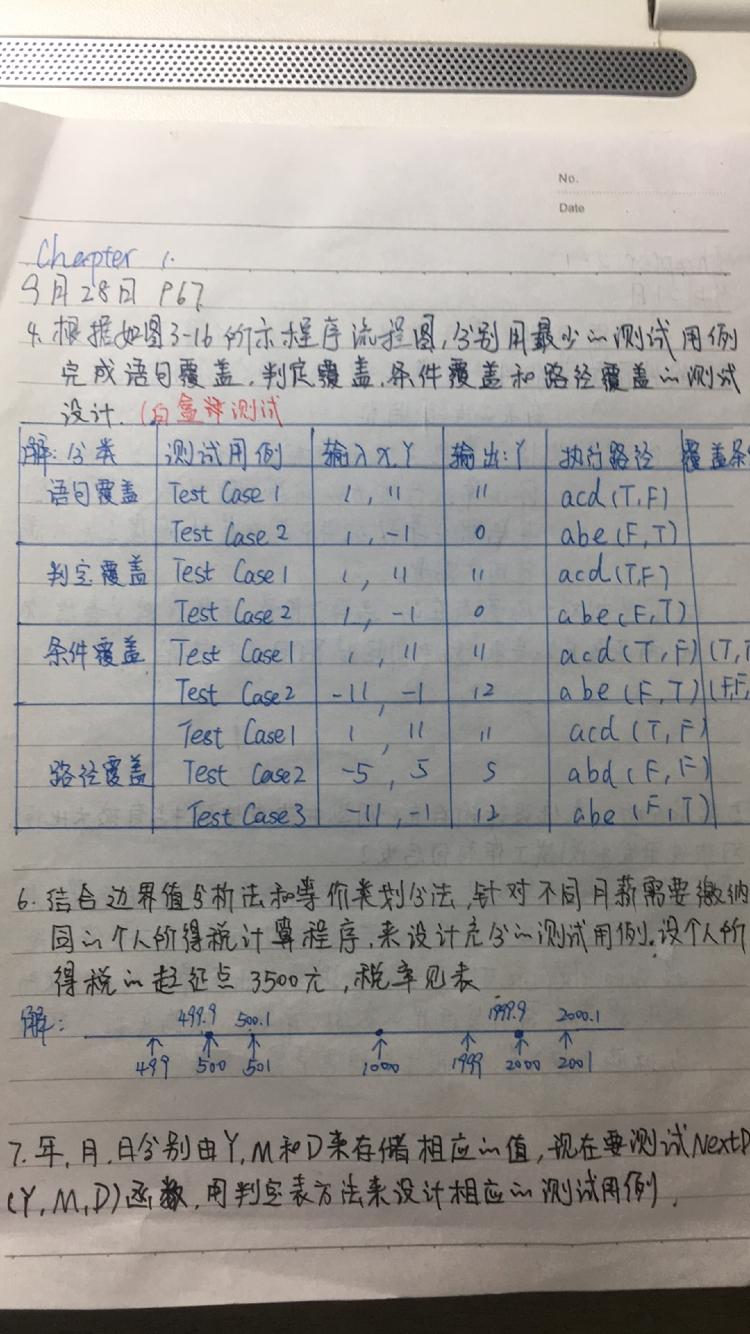 No.
Date
Chapter 1.
9月28日 P67
4. 根据如图3-16所示程序流程图,分别用最少的测试用例
完成语句覆盖.判定覆盖.条件覆盖和路径覆盖的测试
设计. (白盒测试
解:分类 测试用例 输入x,Y 输出:Y 执行路径 覆盖条
语句覆盖 Test Case 1 1, 11 11 acd(T,F)
Test Case 2 1, -1 0 abe(F,T)
判定覆盖 Test Case1 1, 11 11 acd(T,F)
Test Case 2 1, -1 0 abe(F,T)
条件覆盖 Test Case1 1, 11 11 acd(T,F) (T,T
Test Case2 -11, -1 12 abe(F,T) (F,F,
Test Case1 1, 11 11 acd(T,F)
路径覆盖 Test Case2 -5, 5 5 abd(F,F)
Test Case3 -11, -1 12 abe(F,T)
6. 结合边界值分析法和等价类划分法,针对不同月薪需要缴纳
同的个人所得税计算程序,来设计充分的测试用例.设个人所
得税的起征点3500元,税率见表
解: 499.9 500.1 1999.9 2000.1
499 500 501 1000 1999 2000 2001
7. 年,月,日分别由Y,M和D来存储相应的值,现在要测试NextD
(Y,M,D)函数,用判定表方法来设计相应的测试用例.